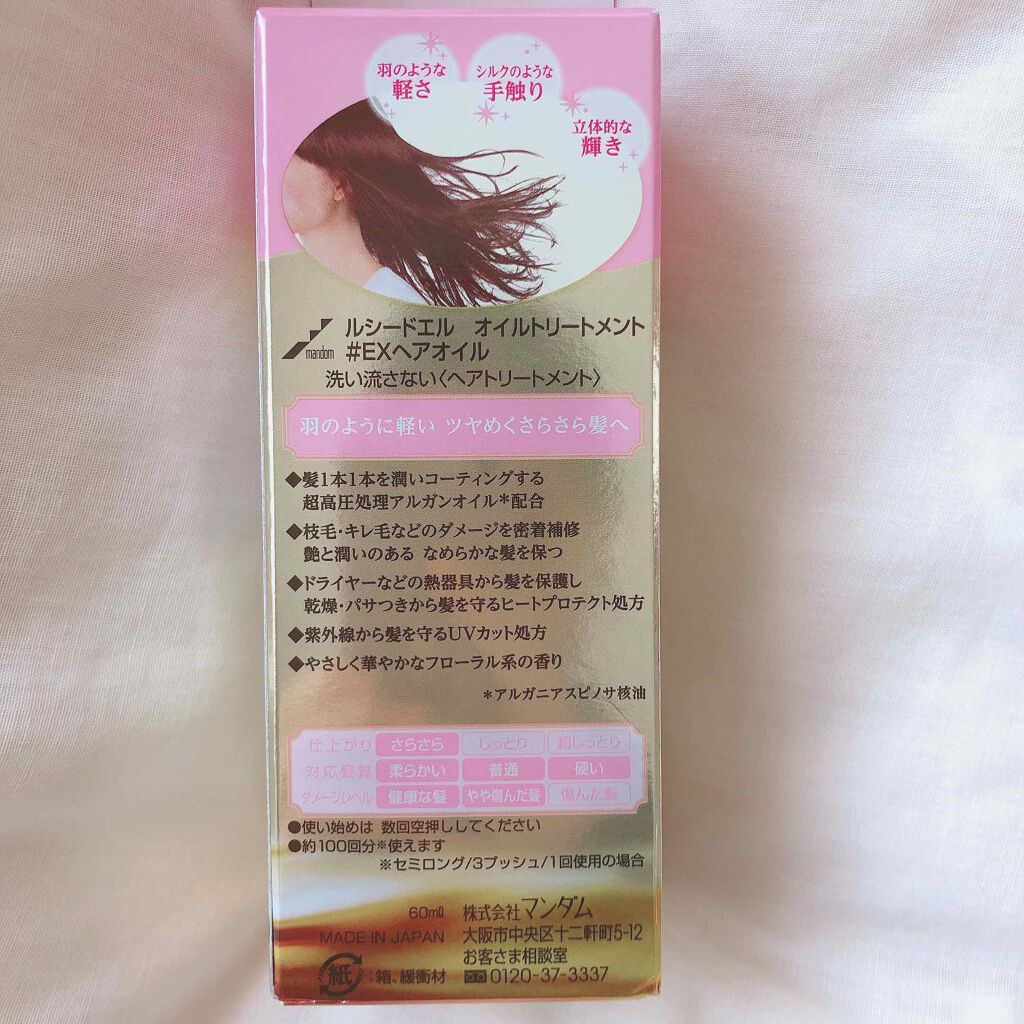 羽のような
軽さ
シルクのような
手触り
立体的な
輝き
mandom
ルシードエル オイルトリートメント
#EXヘアオイル
洗い流さない〈ヘアトリートメント〉
羽のように軽い ツヤめくさらさら髪へ
◆髪1本1本を潤いコーティングする
超高圧処理アルガンオイル*配合
◆枝毛・キレ毛などのダメージを密着補修
艶と潤いのある なめらかな髪を保つ
◆ドライヤーなどの熱器具から髪を保護し
乾燥・パサつきから髪を守るヒートプロテクト処方
◆紫外線から髪を守るUVカット処方
◆やさしく華やかなフローラル系の香り
*アルガニアスピノサ核油
仕上がり さらさら しっとり 超しっとり
対応髪質 柔らかい 普通 硬い
ダメージレベル 健康な髪 やや傷んだ髪 傷んだ髪
●使い始めは 数回空押ししてください
●約100回分※使えます
※セミロング/3プッシュ/1回使用の場合
60ml 株式会社マンダム
MADE IN JAPAN 大阪市中央区十二軒町5-12
お客さま相談室
紙:箱、緩衝材 0120-37-3337